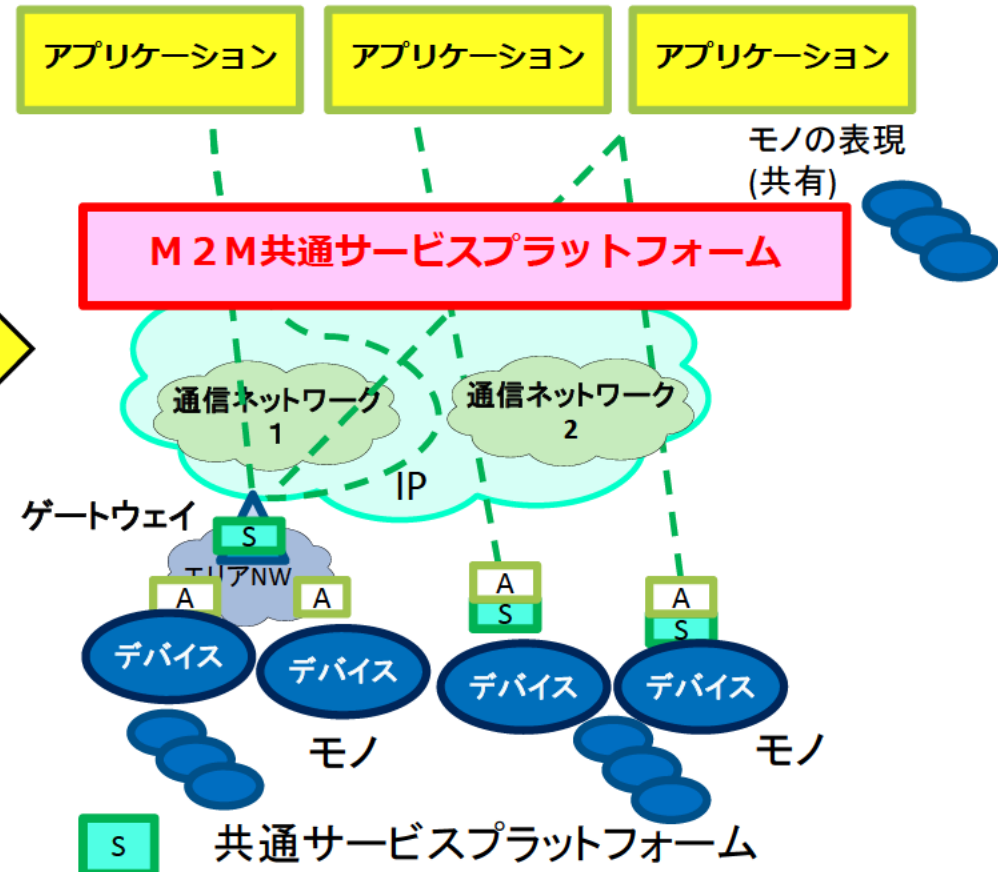 アプリケーション
アプリケーション
アプリケーション
モノの表現
(共有)
M2M共通サービスプラットフォーム
通信ネットワーク
1
通信ネットワーク
2
IP
ゲートウェイ
S
エリアNW
A
A
A
S
A
S
デバイス
デバイス
デバイス
デバイス
モノ
モノ
S
共通サービスプラットフォーム